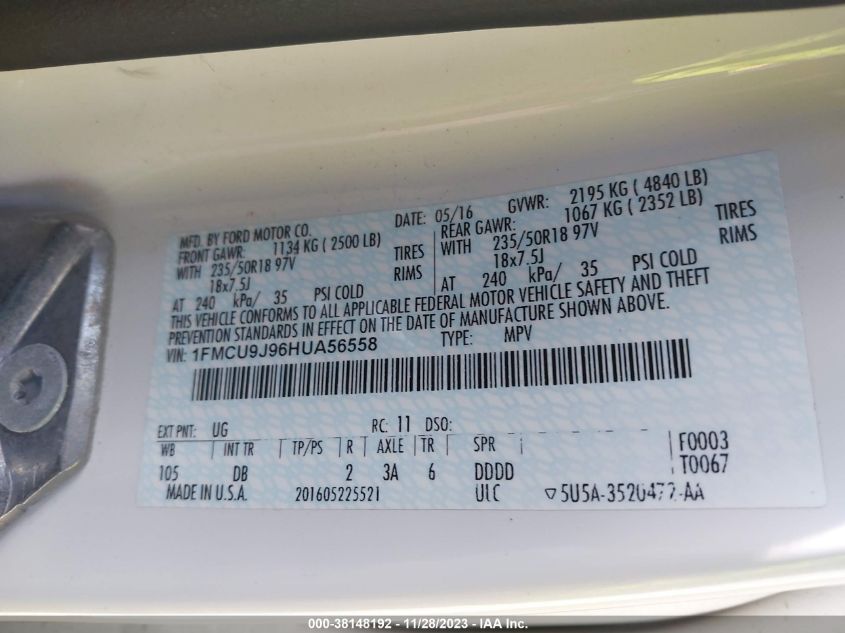 MFD. BY FORD MOTOR CO. DATE: 05/16 GVWR: 2195 KG ( 4840 LB)
FRONT GAWR: 1134 KG ( 2500 LB) REAR GAWR: 1067 KG ( 2352 LB)
WITH 235/50R18 97V TIRES WITH 235/50R18 97V TIRES
18x7.5J RIMS 18x7.5J RIMS
AT 240 kPa/ 35 PSI COLD AT 240 kPa/ 35 PSI COLD
THIS VEHICLE CONFORMS TO ALL APPLICABLE FEDERAL MOTOR VEHICLE SAFETY AND THEFT
PREVENTION STANDARDS IN EFFECT ON THE DATE OF MANUFACTURE SHOWN ABOVE.
VIN: 1FMCU9J96HUA56558 TYPE: MPV
EXT PNT: UG RC: 11 DSO:
WB INT TR TP/PS R AXLE TR SPR F0003
105 DB 2 3A 6 DDDD T0067
MADE IN U.S.A. 201605225521 ULC 5U5A-3520472-AA
000-38148192 - 11/28/2023 - IAA Inc.